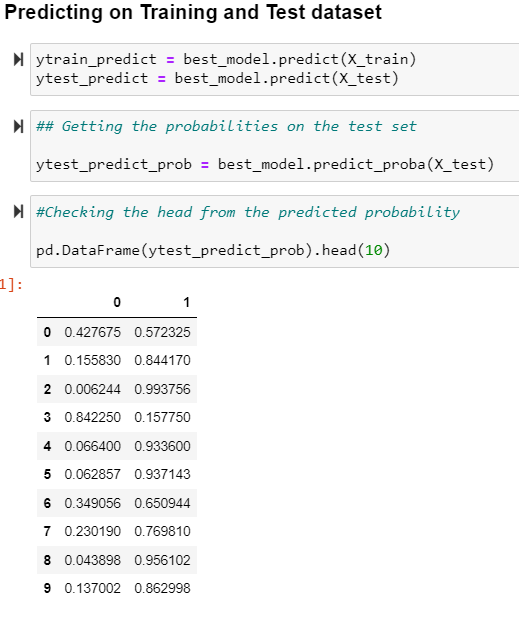 Predicting on Training and Test dataset
ytrain_predict = best_model.predict(X_train)
ytest_predict = best_model.predict(X_test)
## Getting the probabilities on the test set
ytest_predict_prob = best_model.predict_proba(X_test)
#Checking the head from the predicted probability
pd.DataFrame(ytest_predict_prob).head(10)
1]:
0 1
0 0.427675 0.572325
1 0.155830 0.844170
2 0.006244 0.993756
3 0.842250 0.157750
4 0.066400 0.933600
5 0.062857 0.937143
6 0.349056 0.650944
7 0.230190 0.769810
8 0.043898 0.956102
9 0.137002 0.862998